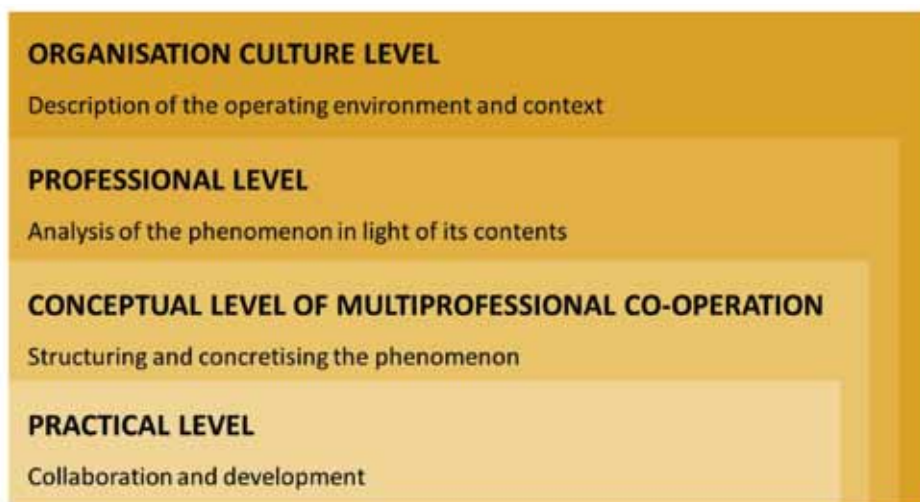 ORGANISATION CULTURE LEVEL
Description of the operating environment and context
PROFESSIONAL LEVEL
Analysis of the phenomenon in light of its contents
CONCEPTUAL LEVEL OF MULTIPROFESSIONAL CO-OPERATION
Structuring and concretising the phenomenon
PRACTICAL LEVEL
Collaboration and development